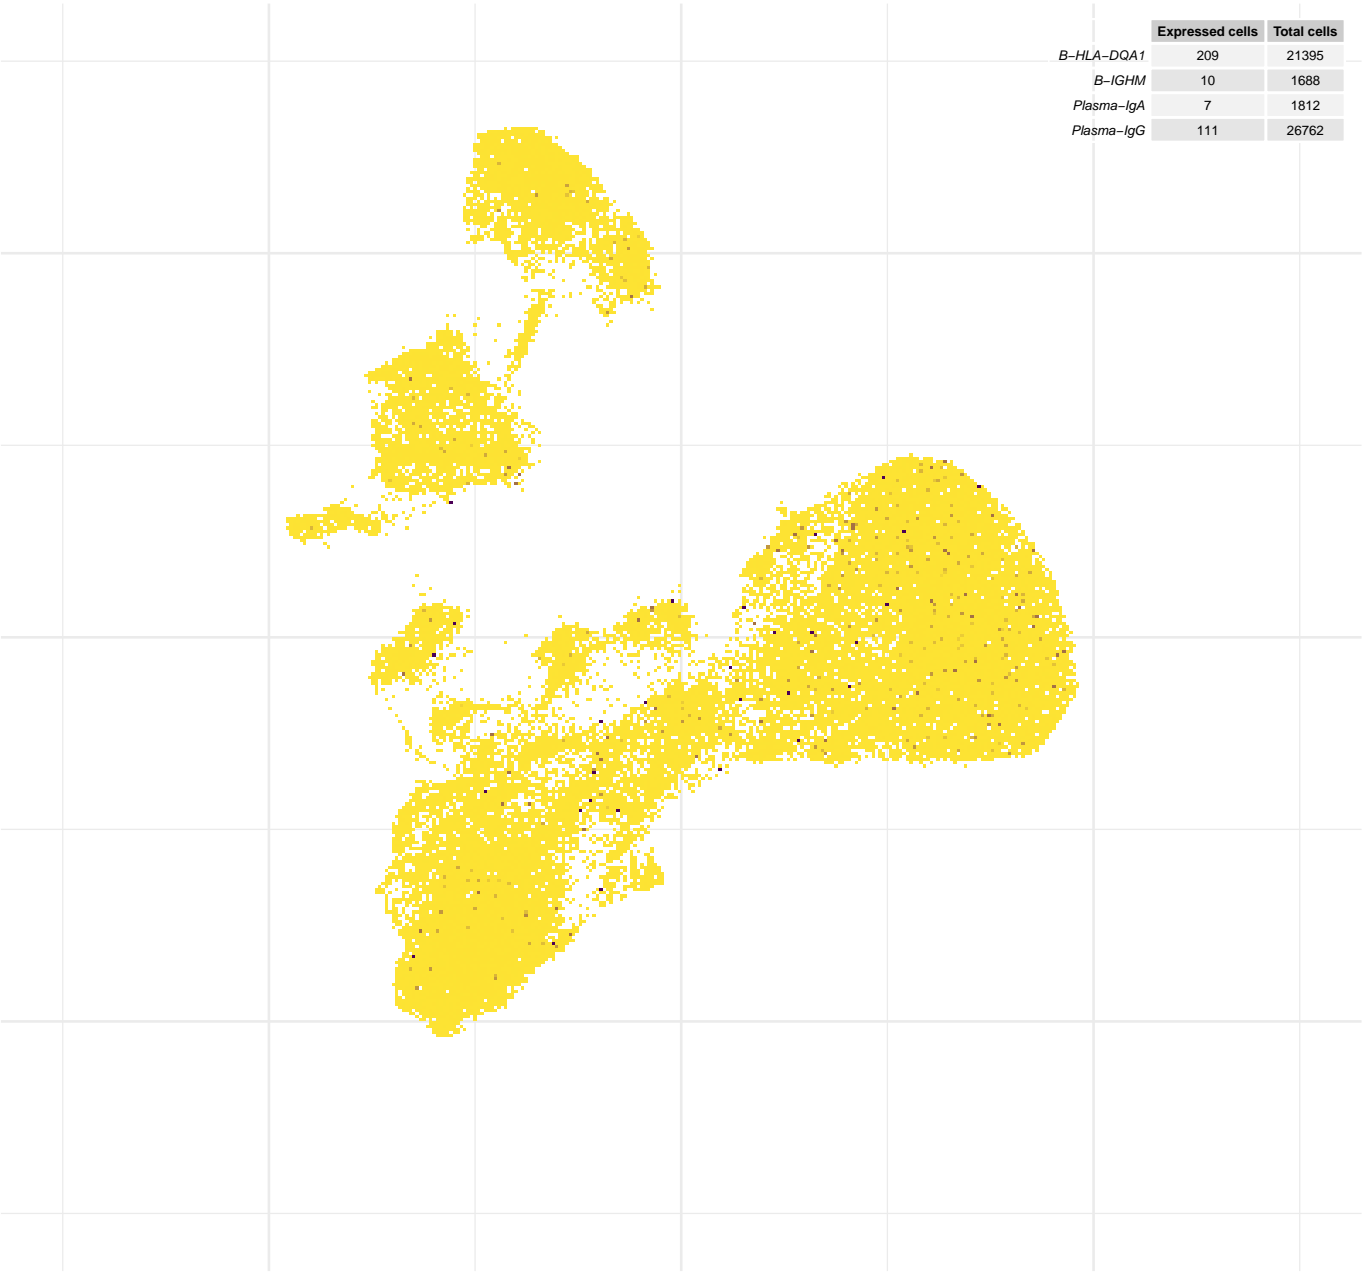 Expressed cells Total cells
B−HLA−DQA1 209 21395
B−IGHM 10 1688
Plasma−IgA 7 1812
Plasma−IgG 111 26762